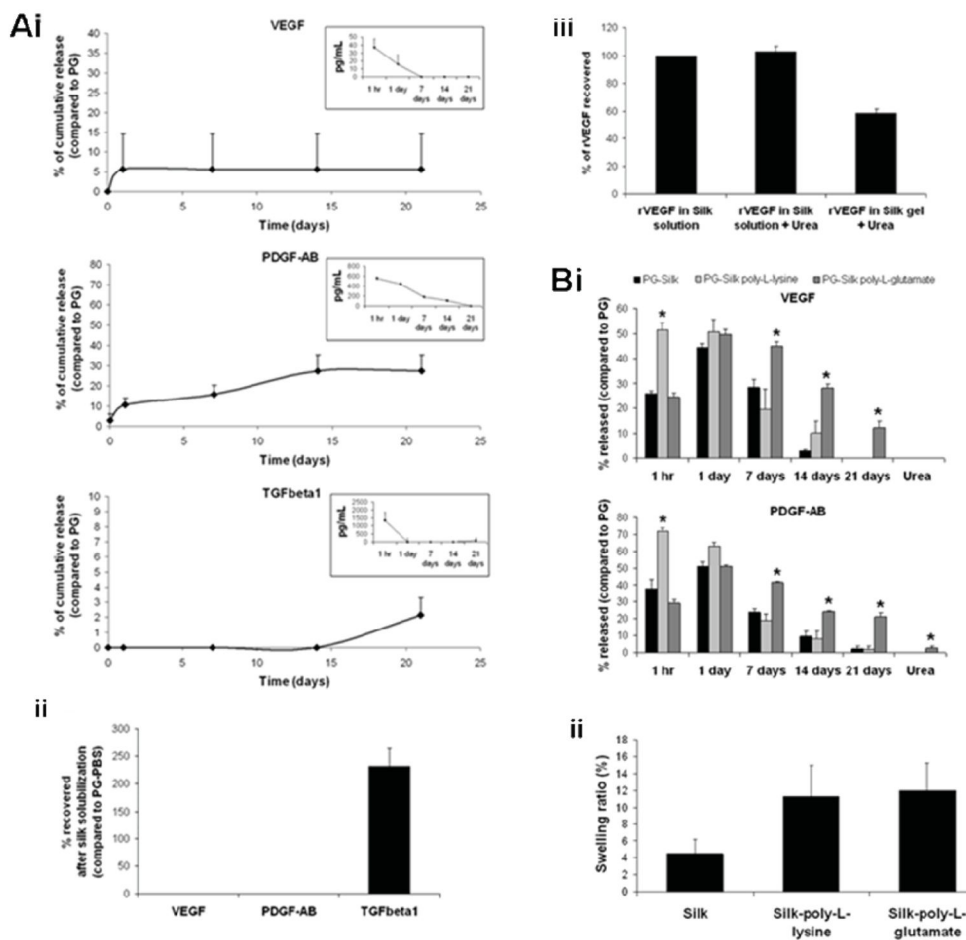 Ai
VEGF
% of cumulative release
(compared to PG)
40
35
30
25
20
15
10
5
0
0 5 10 15 20 25
Time (days)
pg/mL
50
40
30
20
10
0
1 hr 1 day 7 days 14 days 21 days
PDGF-AB
% of cumulative release
(compared to PG)
80
70
60
50
40
30
20
10
0
0 5 10 15 20 25
Time (days)
pg/mL
800
600
400
200
0
1 hr 1 day 7 days 14 days 21 days
TGFbeta1
% of cumulative release
(compared to PG)
10
9
8
7
6
5
4
3
2
1
0
0 5 10 15 20 25
Time (days)
pg/mL
2500
2000
1500
1000
500
0
1 hr 1 day 7 days 14 days 21 days
ii
% recovered
after silk solubilization
(compared to PG-PBS)
300
250
200
150
100
50
0
VEGF PDGF-AB TGFbeta1
iii
% of rVEGF recovered
120
100
80
60
40
20
0
rVEGF in Silk solution
rVEGF in Silk solution + Urea
rVEGF in Silk gel + Urea
Bi
PG-Silk PG-Silk poly-L-lysine PG-Silk poly-L-glutamate
VEGF
% released (compared to PG)
60
50
40
30
20
10
0
* * * *
1 hr 1 day 7 days 14 days 21 days Urea
PDGF-AB
% released (compared to PG)
80
70
60
50
40
30
20
10
0
* * * * *
1 hr 1 day 7 days 14 days 21 days Urea
ii
Swelling ratio (%)
18
16
14
12
10
8
6
4
2
0
Silk
Silk-poly-L-lysine
Silk-poly-L-glutamate